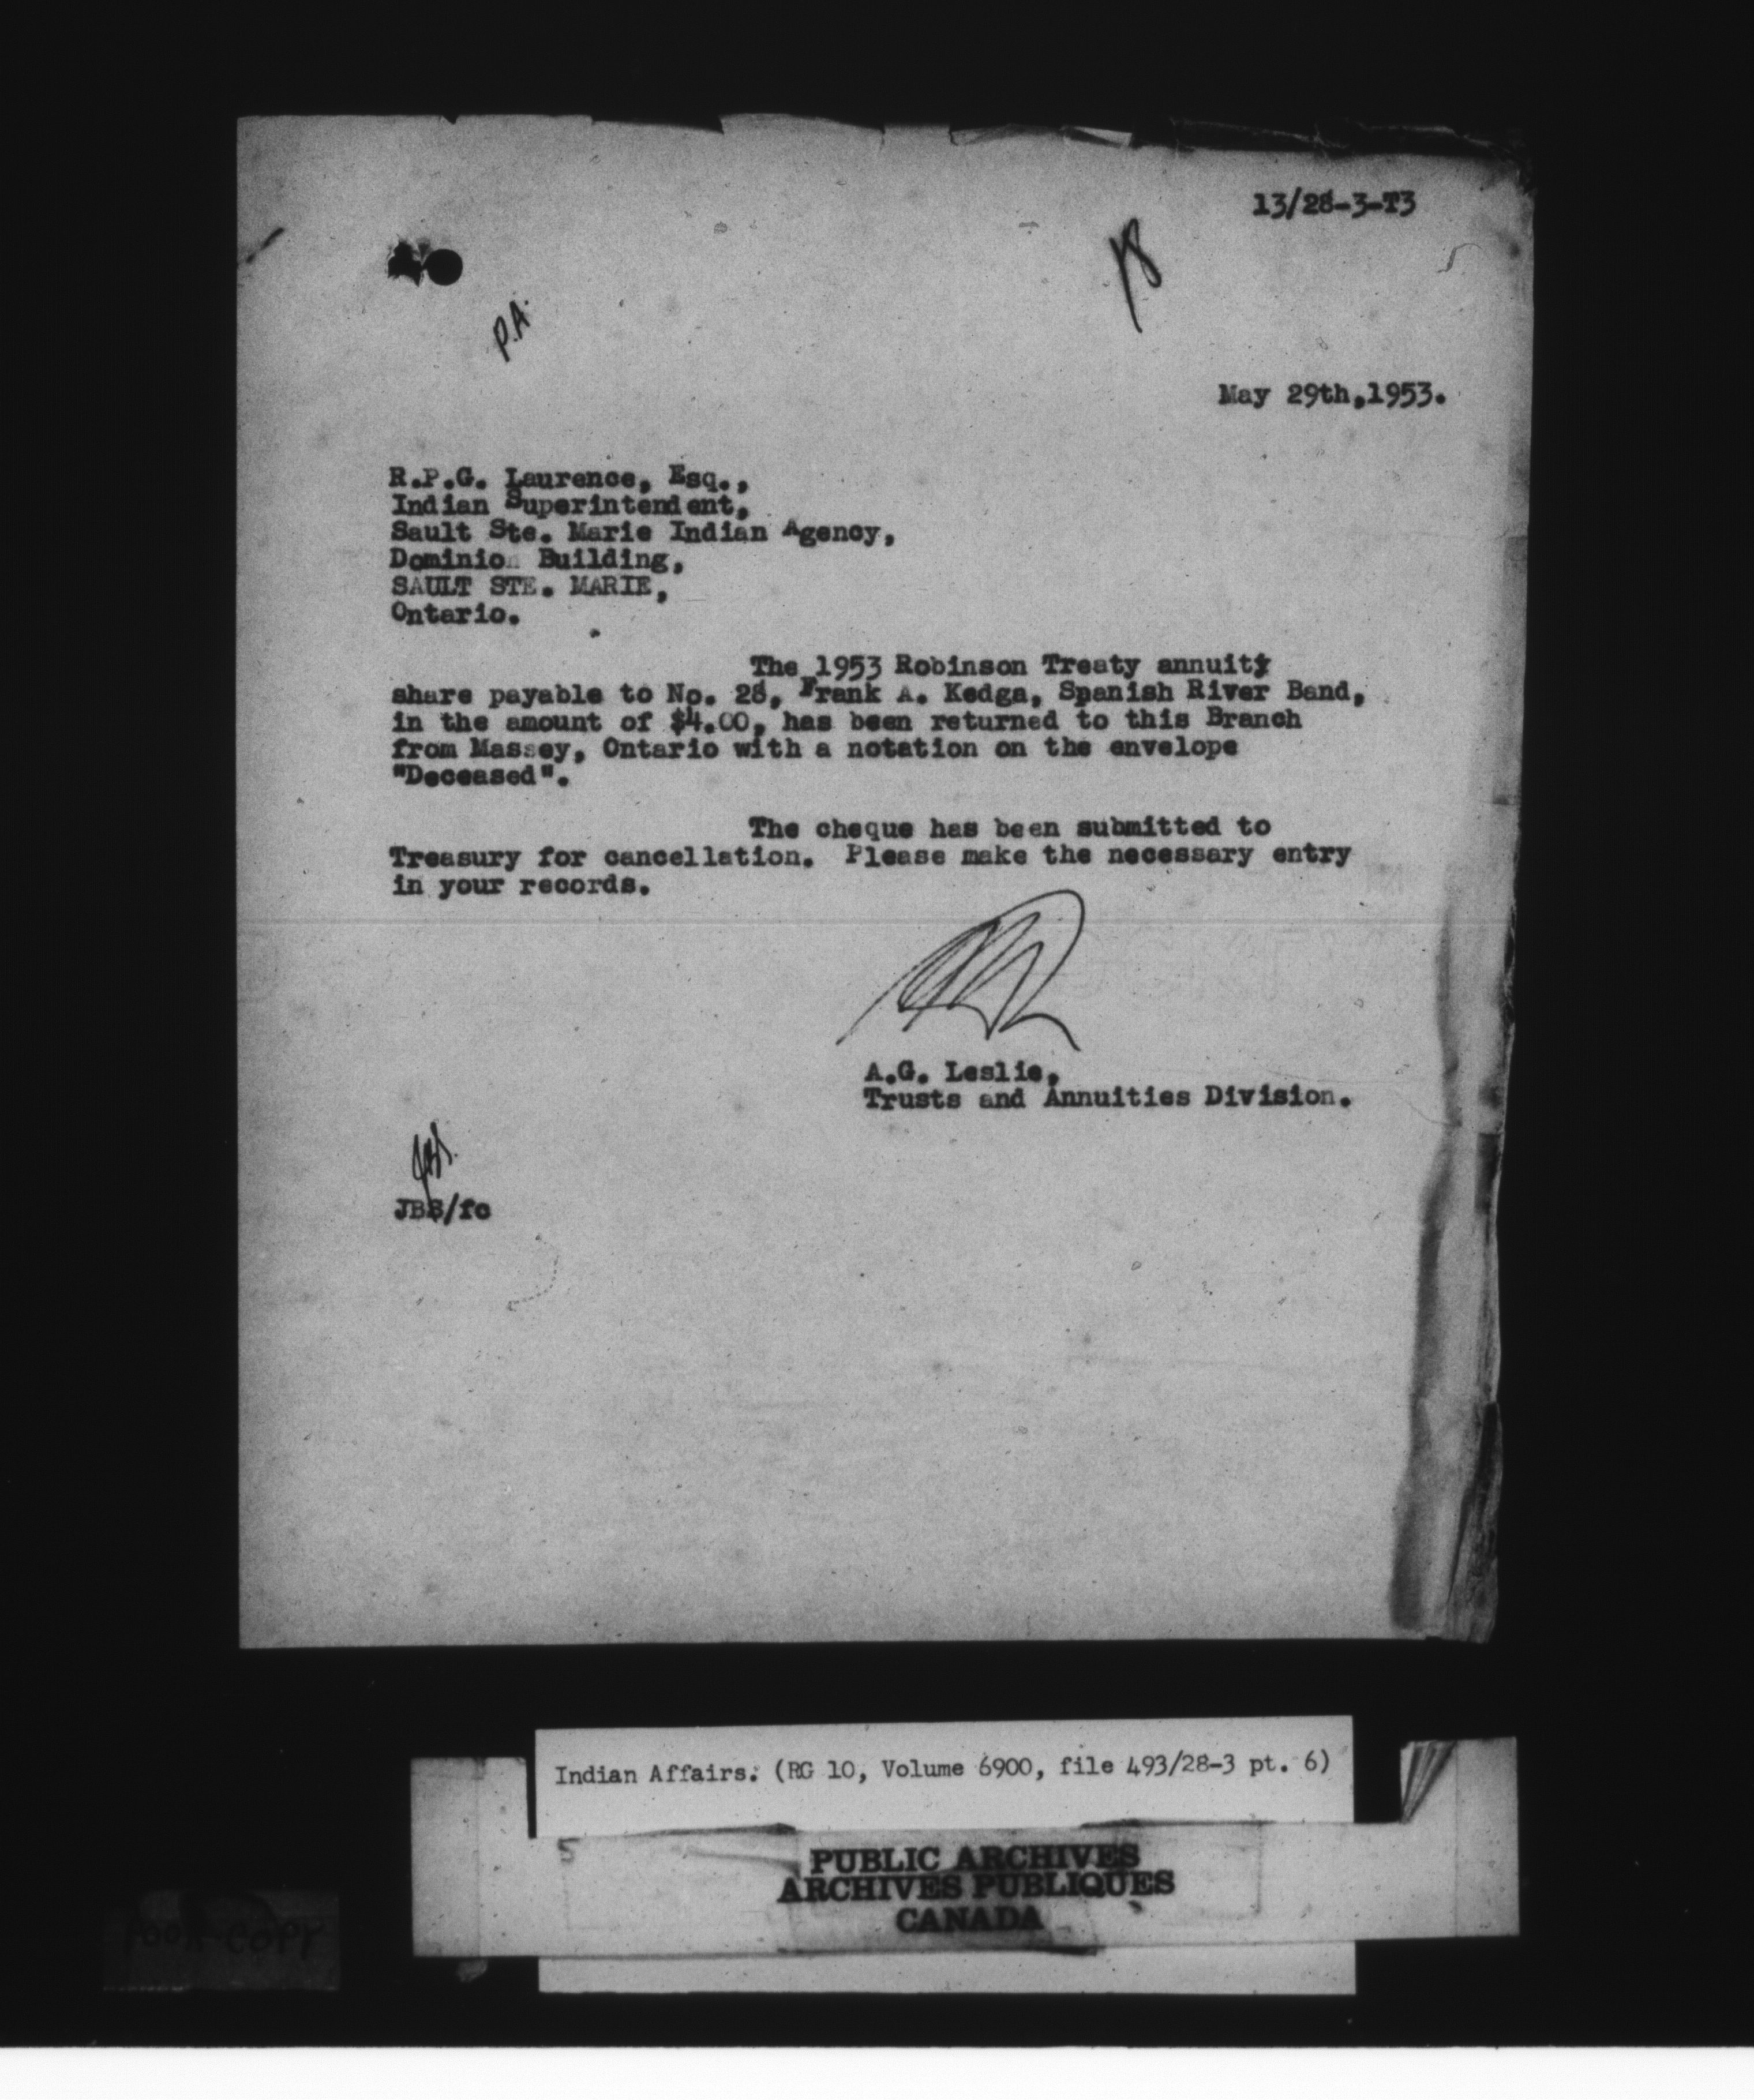 13/28-3-T3
18
P.A.
May 29th,1953.
R.P.G. Laurence, Esq.,
Indian Superintendent,
Sault Ste. Marie Indian Agency,
Dominion Building,
SAULT STE. MARIE,
Ontario.
The 1953 Robinson Treaty annuity
share payable to No. 28, Frank A. Kedga, Spanish River Band,
in the amount of $4.00, has been returned to this Branch
from Massey, Ontario with a notation on the envelope
"Deceased".
The cheque has been submitted to
Treasury for cancellation. Please make the necessary entry
in your records.
A.G. Leslie,
Trusts and Annuities Division.
JBS/fc
Indian Affairs. (RG 10, Volume 6900, file 493/28-3 pt. 6)
5
PUBLIC ARCHIVES
ARCHIVES PUBLIQUES
CANADA
POOR COPY